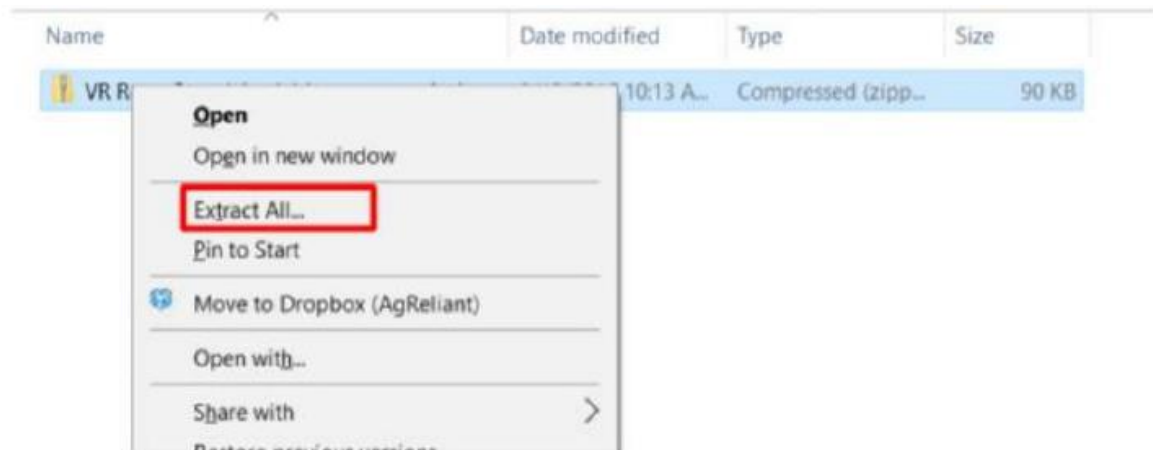 Name Date modified Type Size
VR R 10:13 A... Compressed (zipp... 90 KB
Open
Open in new window
Extract All...
Pin to Start
Move to Dropbox (AgReliant)
Open with...
Share with